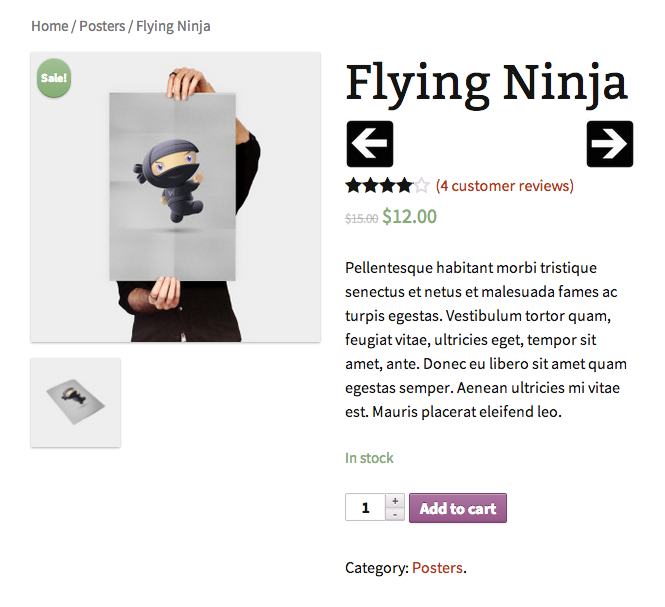 Home / Posters / Flying Ninja
Sale!
Flying Ninja
(4 customer reviews)
$15.00 $12.00
Pellentesque habitant morbi tristique
senectus et netus et malesuada fames ac
turpis egestas. Vestibulum tortor quam,
feugiat vitae, ultricies eget, tempor sit
amet, ante. Donec eu libero sit amet quam
egestas semper. Aenean ultricies mi vitae
est. Mauris placerat eleifend leo.
In stock
1 + - Add to cart
Category: Posters.